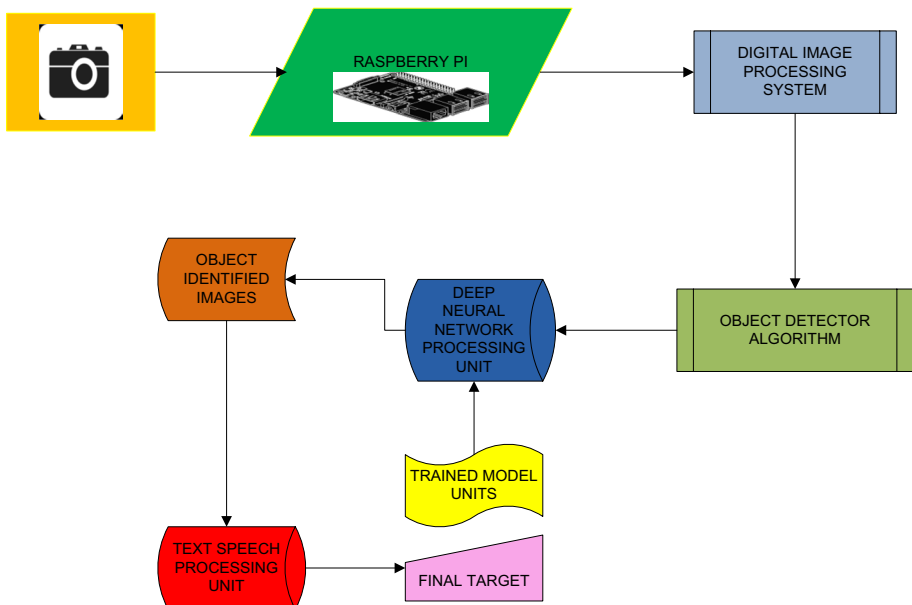 RASPBERRY PI
DIGITAL IMAGE
PROCESSING
SYSTEM
OBJECT
IDENTIFIED
IMAGES
DEEP
NEURAL
NETWORK
PROCESSING
UNIT
OBJECT DETECTOR
ALGORITHM
TRAINED MODEL
UNITS
TEXT SPEECH
PROCESSING
UNIT
FINAL TARGET